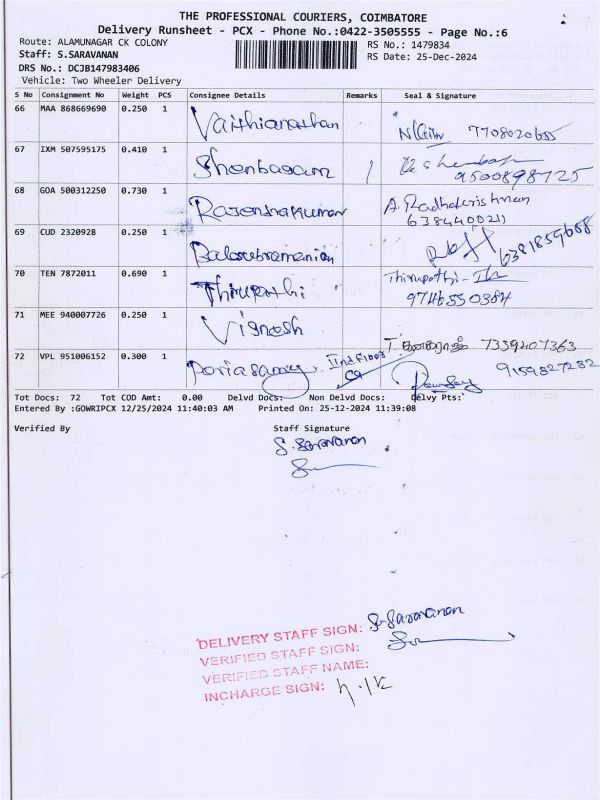 THE PROFESSIONAL COURIERS, COIMBATORE
Delivery Runsheet - PCX - Phone No.:0422-3505555 - Page No.:6
Route: ALAMUNAGAR CK COLONY
RS No.: 1479834
Staff: S.SARAVANAN
RS Date: 25-Dec-2024
DRS No.: DCJB147983406
Vehicle: Two Wheeler Delivery
S No Consignment No Weight PCS Consignee Details Remarks Seal & Signature
66 MAA 868669690 0.250 1 Vaithianathan 7708020655
67 IXM 507595175 0.410 1 Shenbagam 9500898725
68 GOA 500312250 0.730 1 Rajendrakumar A. Radhakrishnan
6384400211
69 CUD 2320928 0.250 1 Balasubramanian 6381859668
70 TEN 7872011 0.690 1 Thirupathi Thirupathi
9746550384
71 MEE 940007726 0.250 1 Vignesh 7339207363
72 VPL 951006152 0.300 1 Poriasamy IInd Floor 9159827282
Tot Docs: 72 Tot COD Amt: 0.00 Delvd Docs: Non Delvd Docs: Delvy Pts:
Entered By :GOWRIPCX 12/25/2024 11:40:03 AM Printed On: 25-12-2024 11:39:08
Verified By Staff Signature
S. Saravanan
DELIVERY STAFF SIGN: S. Saravanan
VERIFIED STAFF SIGN:
VERIFIED STAFF NAME:
INCHARGE SIGN: